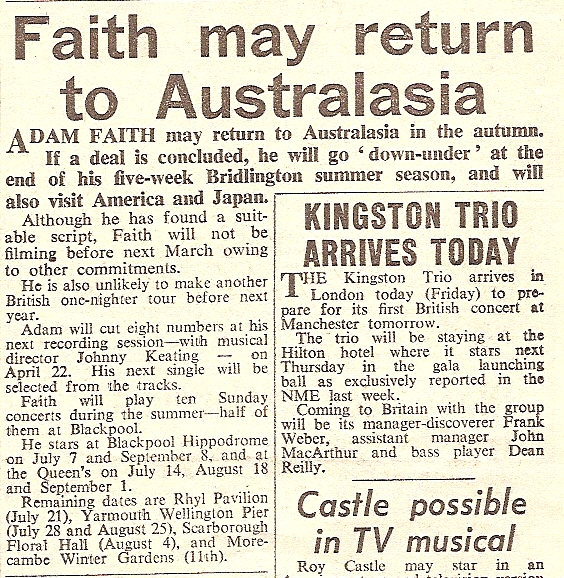 Faith may return
to Australasia
ADAM FAITH may return to Australasia in the autumn.
If a deal is concluded, he will go ‘down-under’ at the
end of his five-week Bridlington summer season, and will
also visit America and Japan.
Although he has found a suit-
able script, Faith will not be
filming before next March owing
to other commitments.
He is also unlikely to make another
British one-nighter tour before next
year.
Adam will cut eight numbers at his
next recording session—with musical
director Johnny Keating — on
April 22. His next single will be
selected from the tracks.
Faith will play ten Sunday
concerts during the summer—half of
them at Blackpool.
He stars at Blackpool Hippodrome
on July 7 and September 8, and at
the Queen's on July 14, August 18
and September 1.
Remaining dates are Rhyl Pavilion
(July 21), Yarmouth Wellington Pier
(July 28 and August 25), Scarborough
Floral Hall (August 4), and More-
cambe Winter Gardens (11th).
KINGSTON TRIO
ARRIVES TODAY
THE Kingston Trio arrives in
London today (Friday) to pre-
pare for its first British concert at
Manchester tomorrow.
The trio will be staying at the
Hilton hotel where it stars next
Thursday in the gala launching
ball as exclusively reported in the
NME last week.
Coming to Britain with the group
will be its manager-discoverer Frank
Weber, assistant manager John
MacArthur and bass player Dean
Reilly.
Castle possible
in TV musical
Roy Castle may star in an